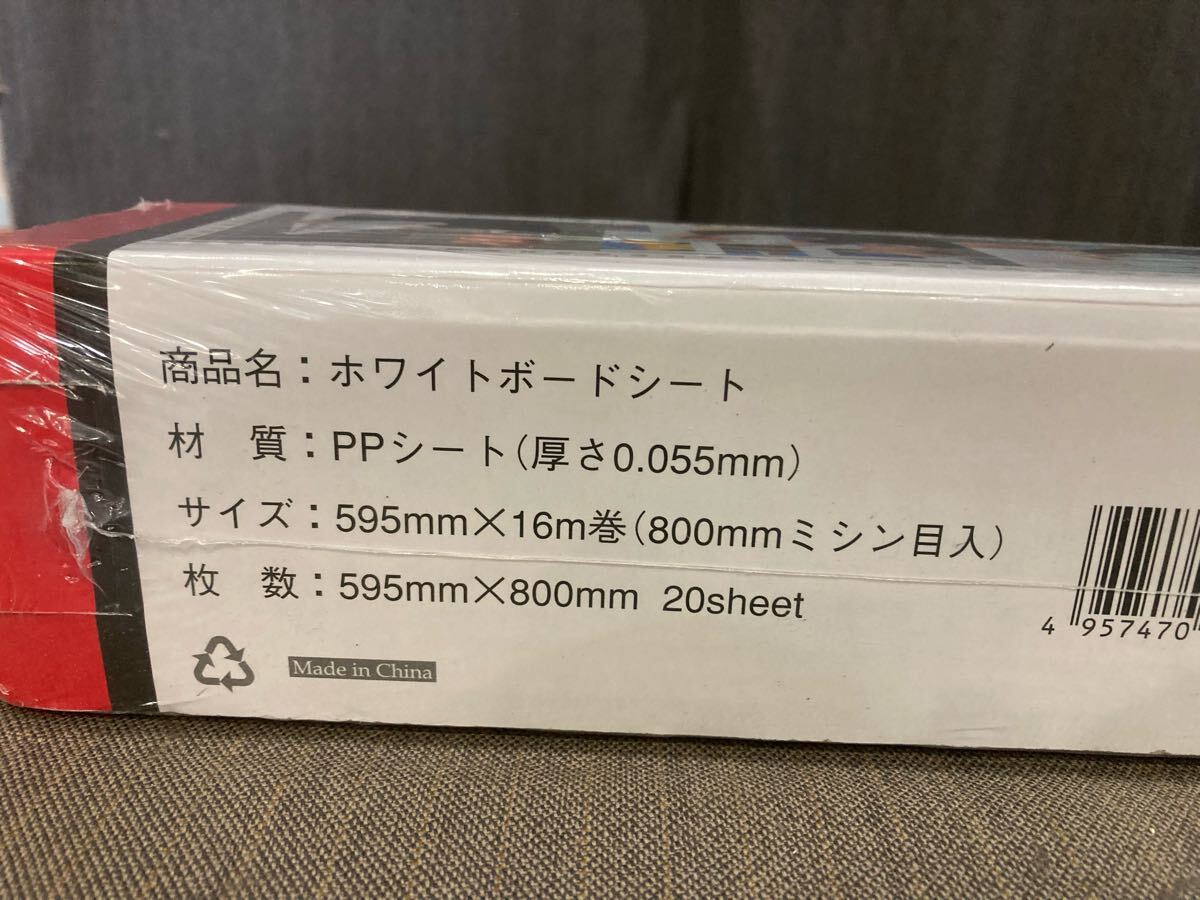 商品名：ホワイトボードシート
材　質：PPシート(厚さ0.055mm)
サイズ：595mm×16m巻(800mmミシン目入)
枚　数：595mm×800mm 20sheet
Made in China
4 957470